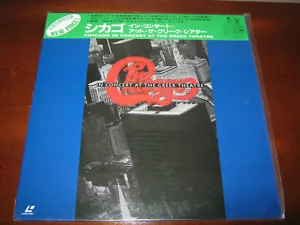 シカゴ
イン・コンサート・
アット・ザ・グリーク・シアター
CHICAGO IN CONCERT AT THE GREEK THEATRE
Chicago
IN CONCERT AT THE GREEK THEATRE